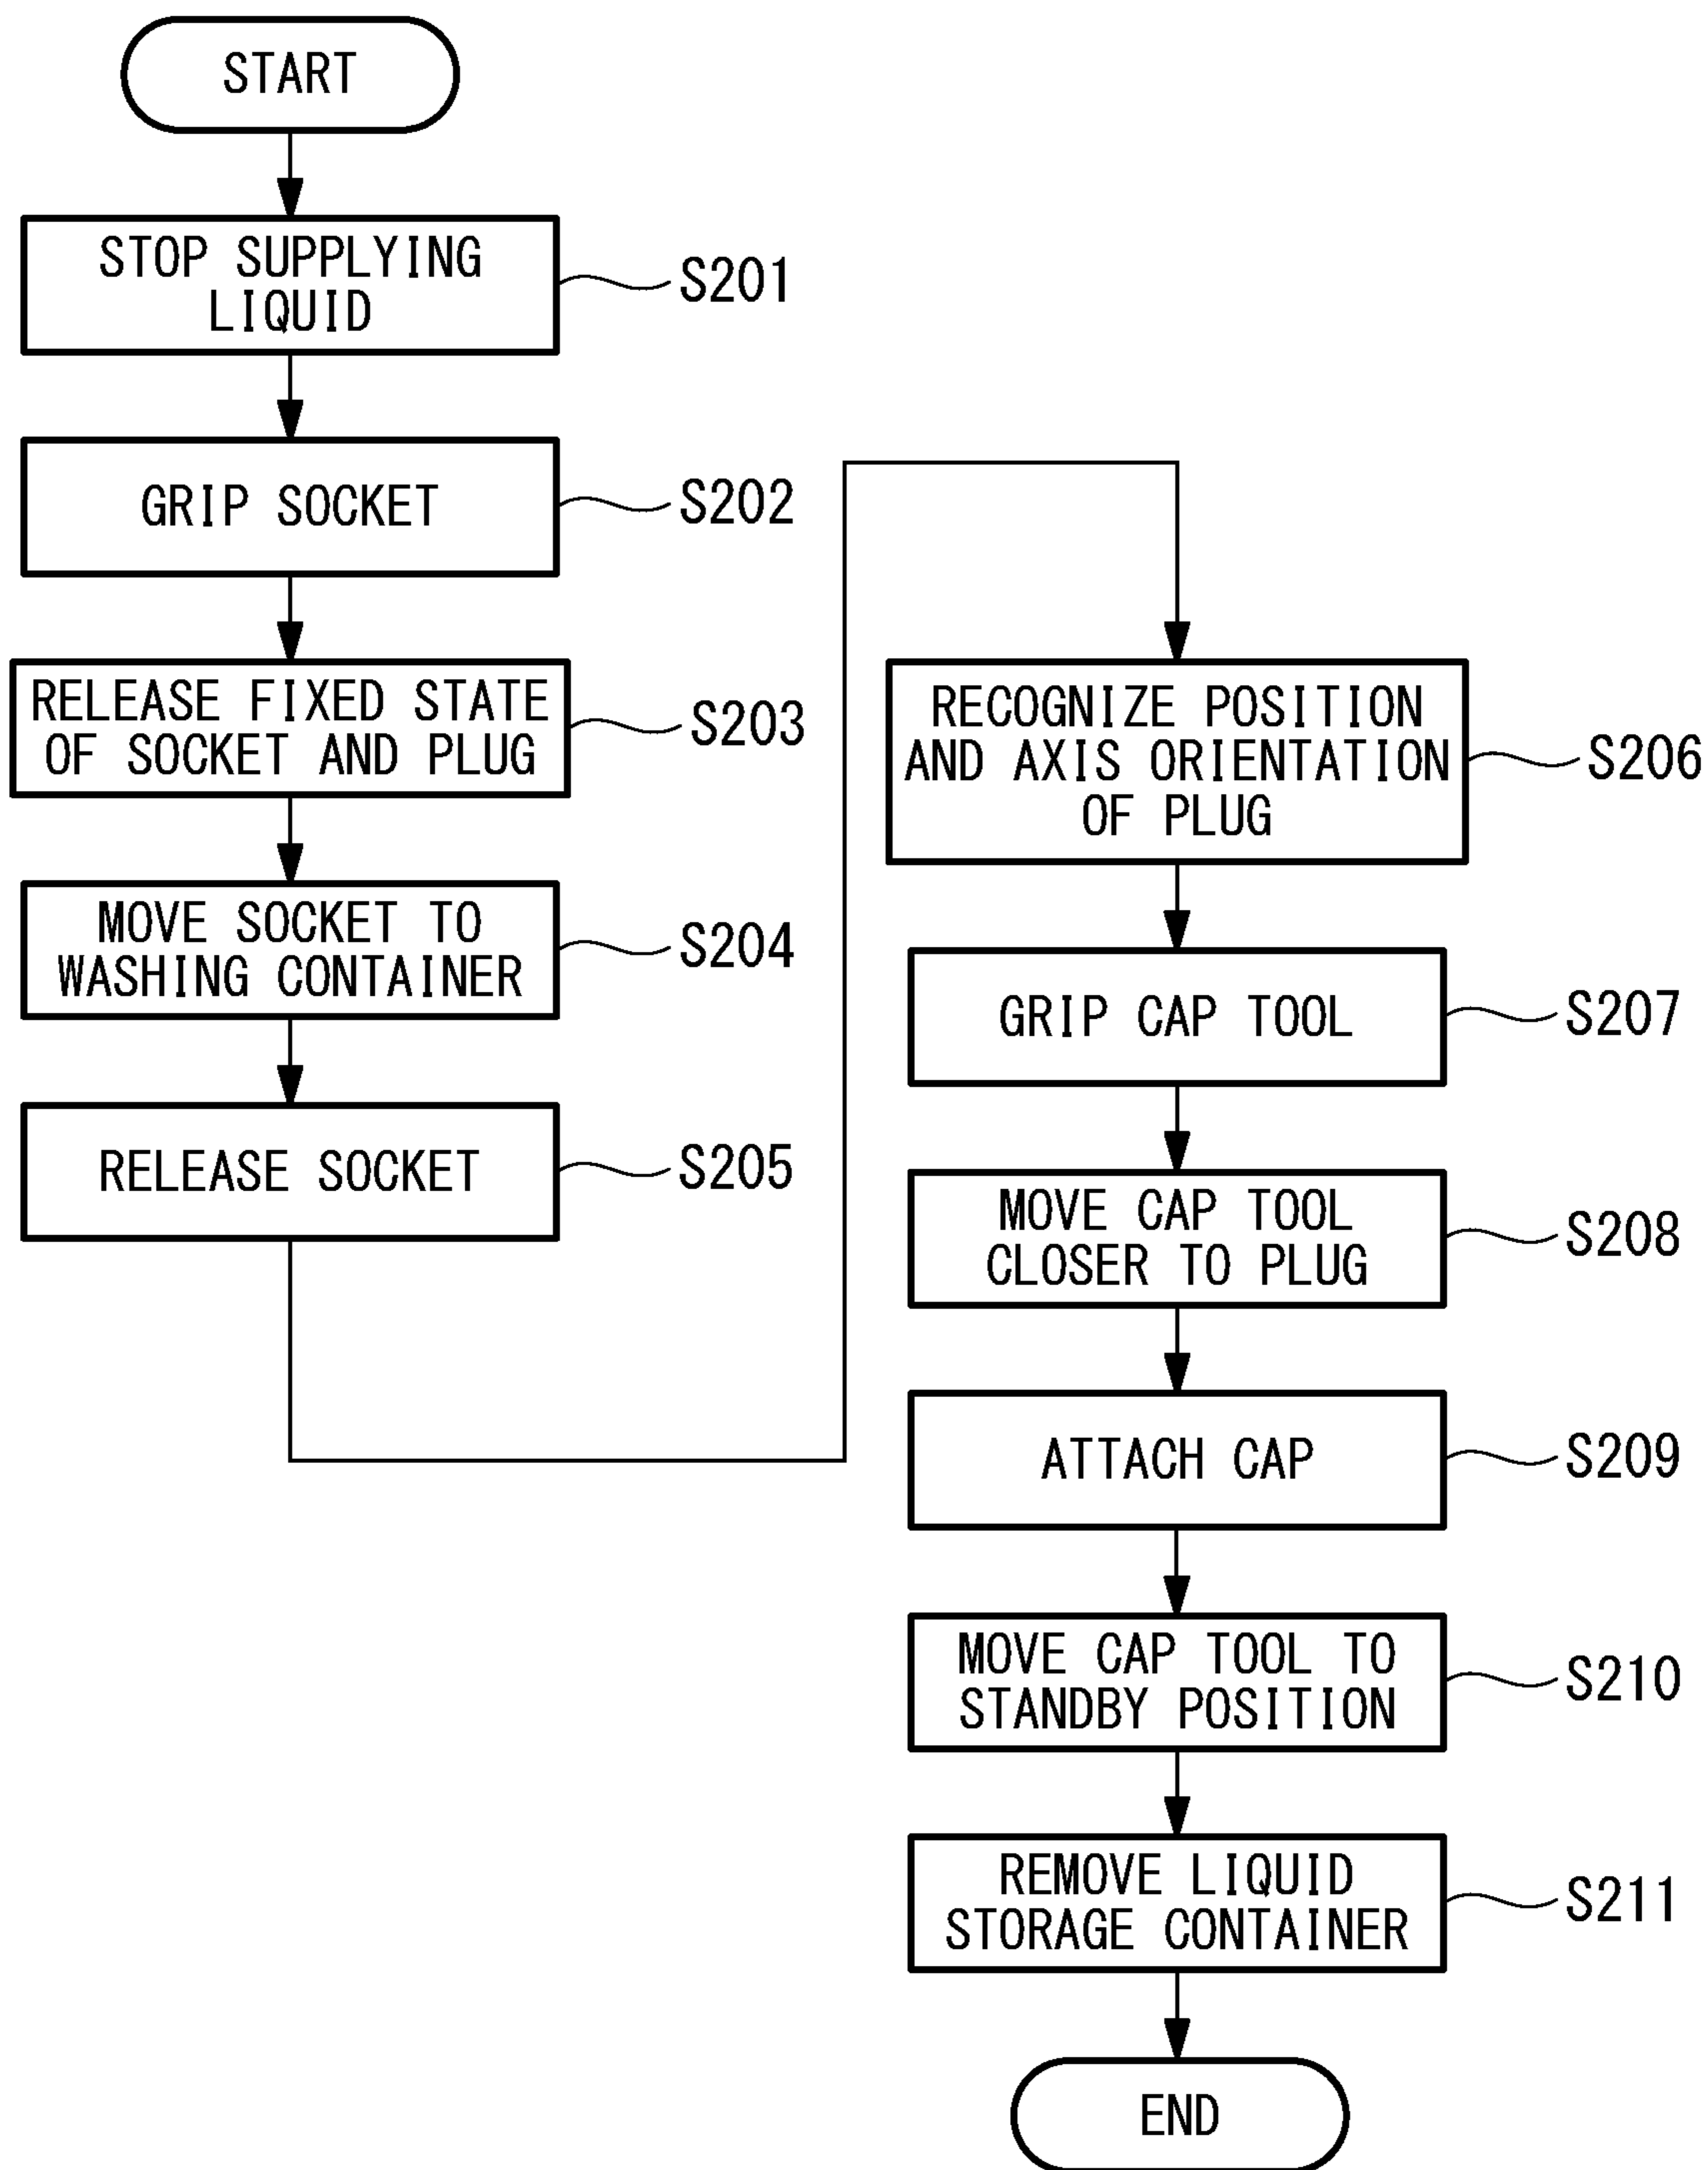 START
STOP SUPPLYING
LIQUID
S201
GRIP SOCKET
S202
RELEASE FIXED STATE
OF SOCKET AND PLUG
S203
MOVE SOCKET TO
WASHING CONTAINER
S204
RELEASE SOCKET
S205
RECOGNIZE POSITION
AND AXIS ORIENTATION
OF PLUG
S206
GRIP CAP TOOL
S207
MOVE CAP TOOL
CLOSER TO PLUG
S208
ATTACH CAP
S209
MOVE CAP TOOL TO
STANDBY POSITION
S210
REMOVE LIQUID
STORAGE CONTAINER
S211
END